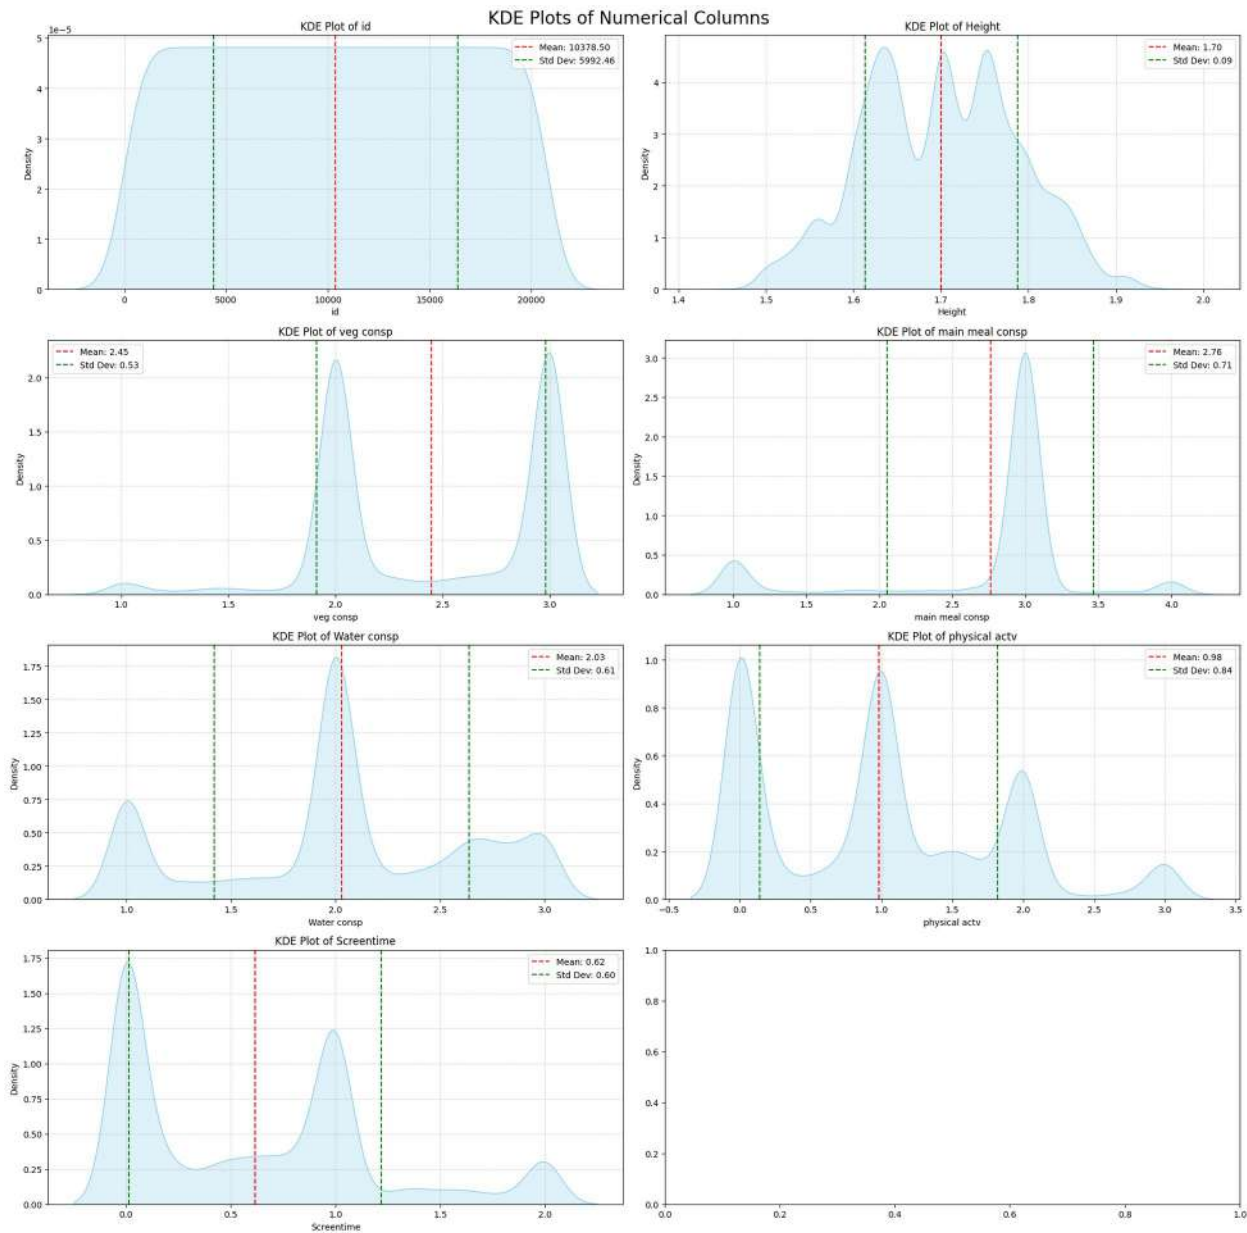 KDE Plots of Numerical Columns
KDE Plot of id
1e−5
Mean: 10378.50
Std Dev: 5992.46
Density
5
4
3
2
1
0
0 5000 10000 15000 20000
id
KDE Plot of Height
Mean: 1.70
Std Dev: 0.09
Density
4
3
2
1
0
1.4 1.5 1.6 1.7 1.8 1.9 2.0
Height
KDE Plot of veg consp
Mean: 2.45
Std Dev: 0.53
Density
2.0
1.5
1.0
0.5
0.0
1.0 1.5 2.0 2.5 3.0
veg consp
KDE Plot of main meal consp
Mean: 2.76
Std Dev: 0.71
Density
3.0
2.5
2.0
1.5
1.0
0.5
0.0
1.0 1.5 2.0 2.5 3.0 3.5 4.0
main meal consp
KDE Plot of Water consp
Mean: 2.03
Std Dev: 0.61
Density
1.75
1.50
1.25
1.00
0.75
0.50
0.25
0.00
1.0 1.5 2.0 2.5 3.0
Water consp
KDE Plot of physical actv
Mean: 0.98
Std Dev: 0.84
Density
1.0
0.8
0.6
0.4
0.2
0.0
−0.5 0.0 0.5 1.0 1.5 2.0 2.5 3.0 3.5
physical actv
KDE Plot of Screentime
Mean: 0.62
Std Dev: 0.60
Density
1.75
1.50
1.25
1.00
0.75
0.50
0.25
0.00
0.0 0.5 1.0 1.5 2.0
Screentime
1.0
0.8
0.6
0.4
0.2
0.0
0.0 0.2 0.4 0.6 0.8 1.0